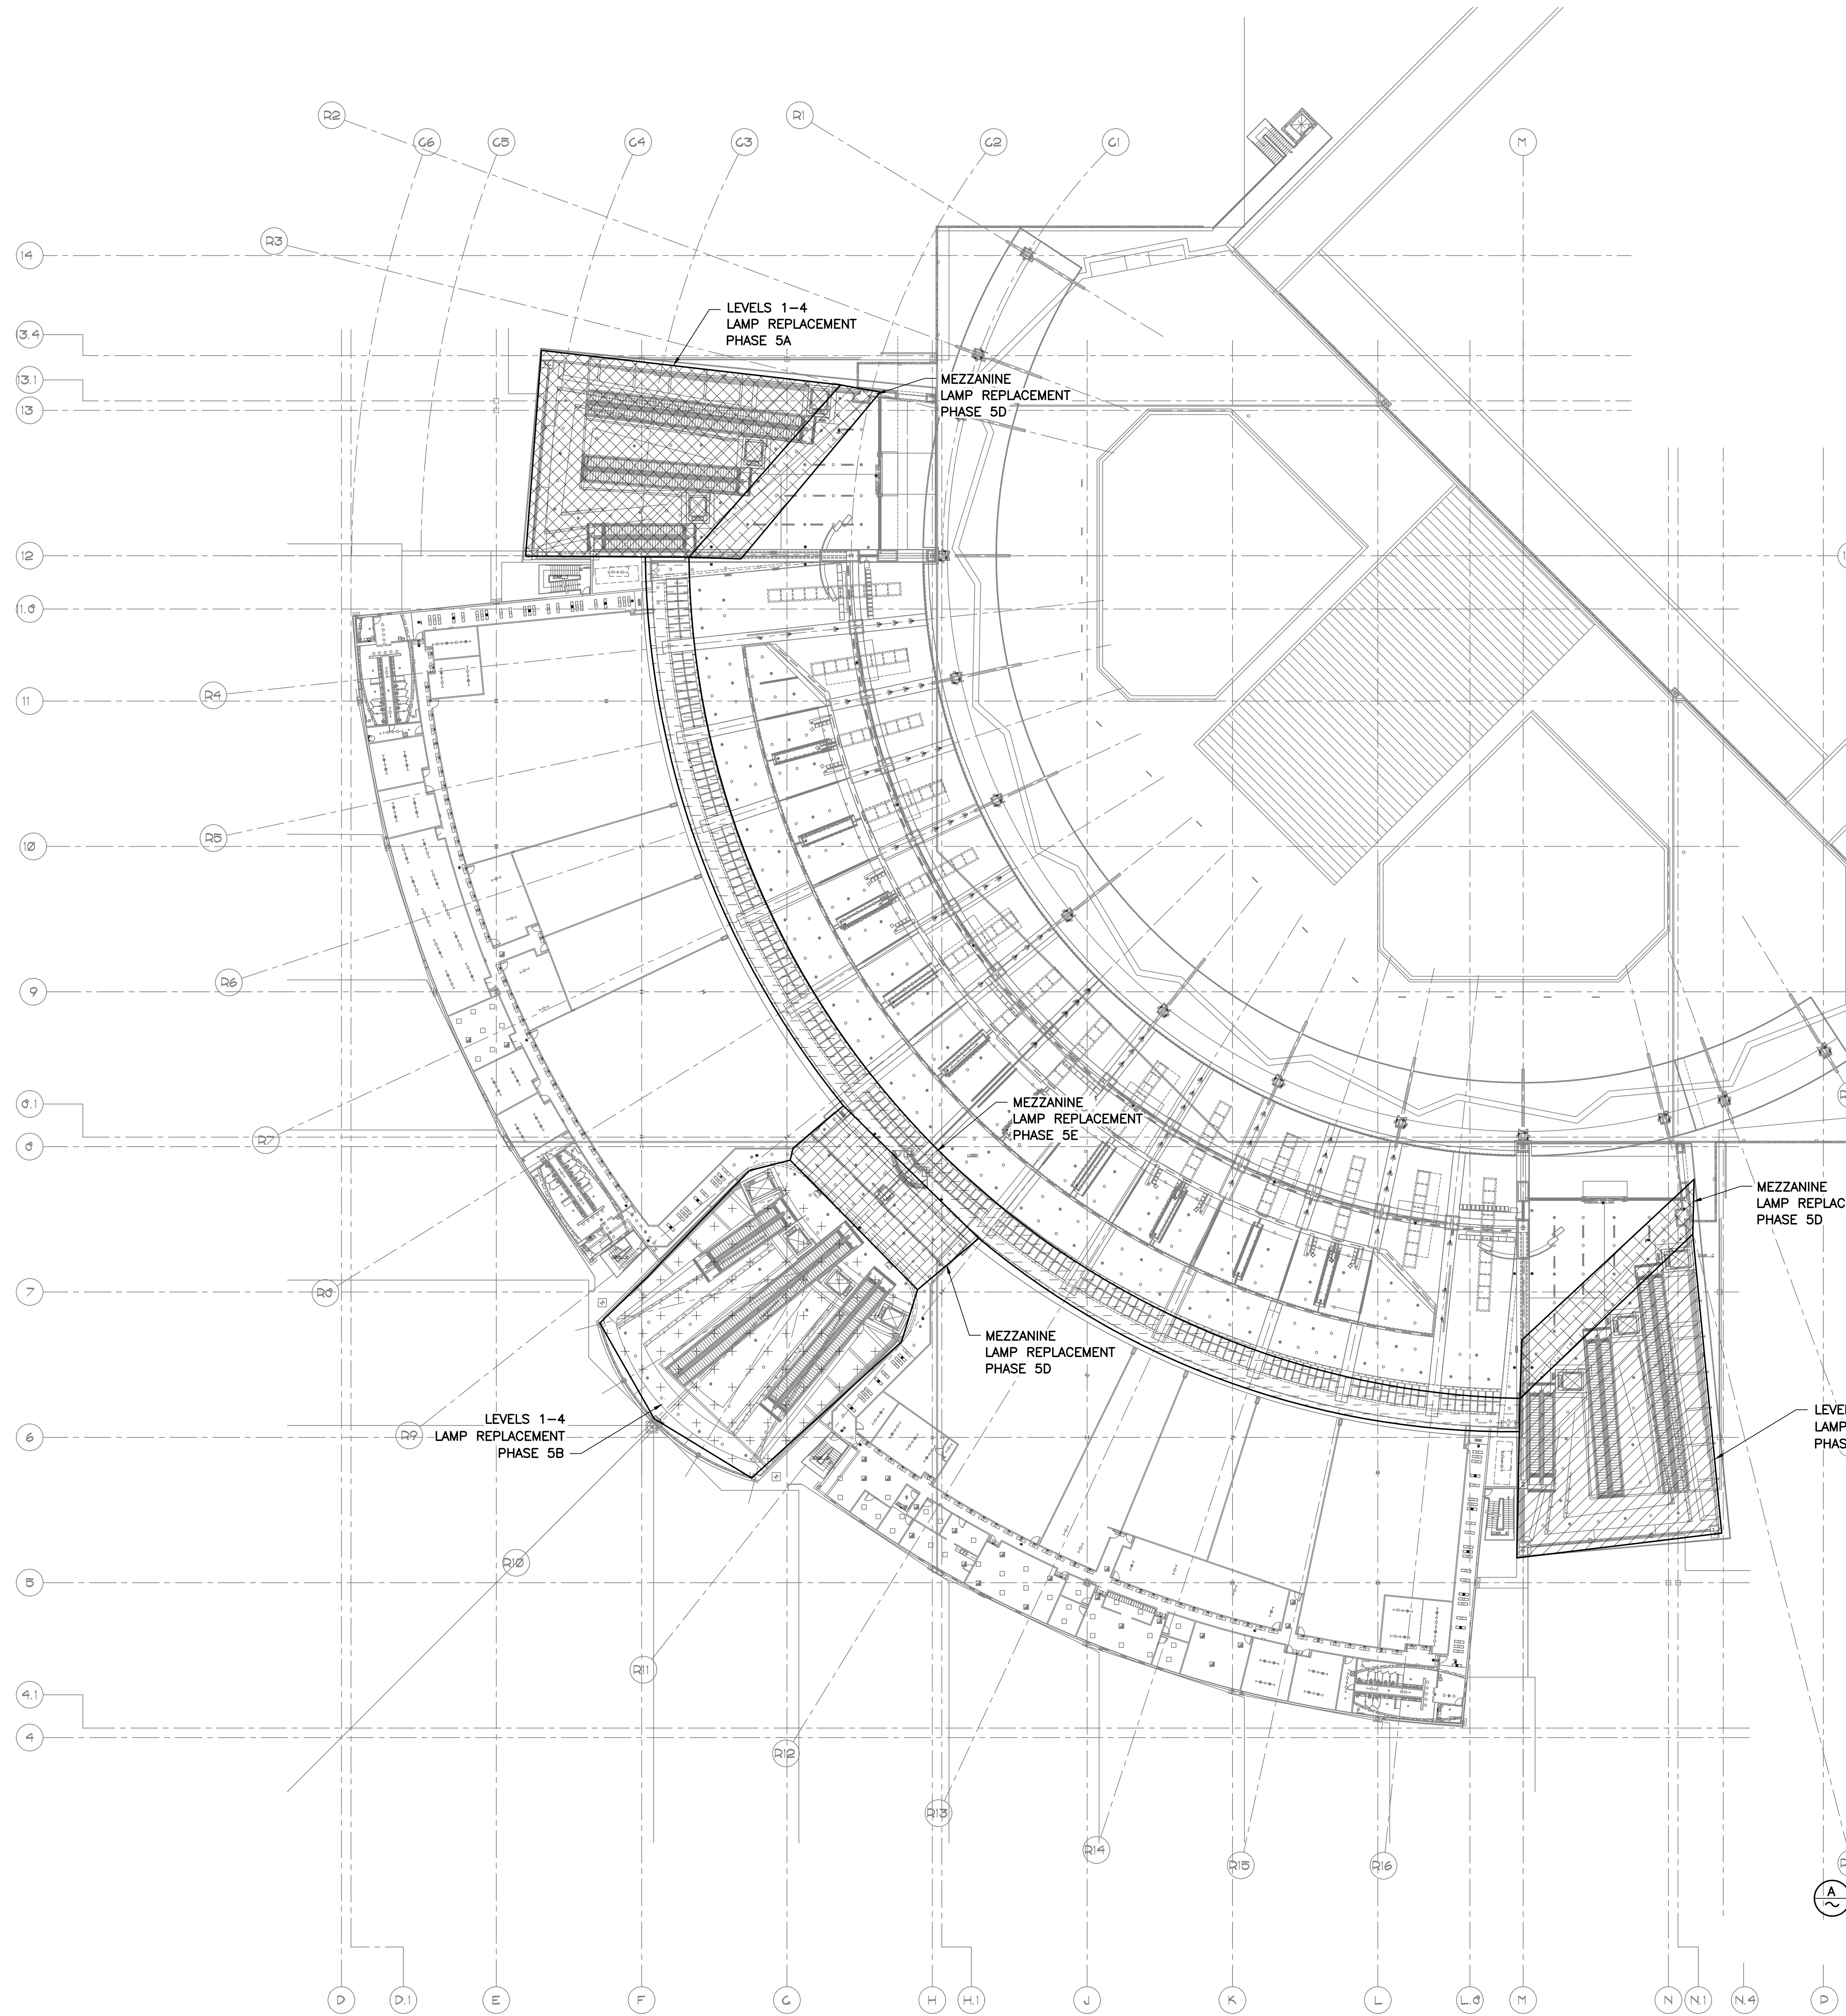 R2
R1
C6
C5
C4
C3
C2
C1
M
R3
14
LEVELS 1-4
LAMP REPLACEMENT
PHASE 5A
13.4
MEZZANINE
LAMP REPLACEMENT
PHASE 5D
13.1
13
12
11.8
R4
11
R5
10
R6
9
8.1
MEZZANINE
LAMP REPLACEMENT
PHASE 5E
R7
8
MEZZANINE
LAMP REPLAC
PHASE 5D
R8
7
MEZZANINE
LAMP REPLACEMENT
PHASE 5D
LEVELS 1-4
LAMP REPLACEMENT
PHASE 5B
R9
6
LEVE
LAMP
PHAS
R10
5
R11
4.1
4
R12
R13
R14
R15
R16
A
D
D.1
E
F
G
H
H.1
J
K
L
L.8
M
N
N.1
N.4
P